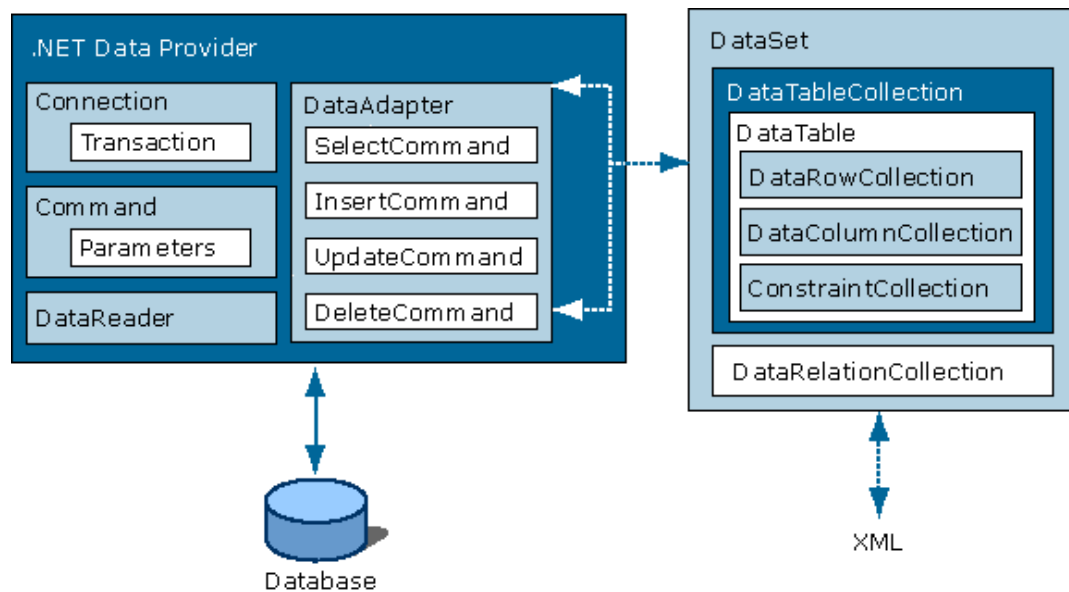 .NET Data Provider
Connection
Transaction
Command
Parameters
DataReader
DataAdapter
SelectCommand
InsertCommand
UpdateCommand
DeleteCommand
Database
DataSet
DataTableCollection
DataTable
DataRowCollection
DataColumnCollection
ConstraintCollection
DataRelationCollection
XML